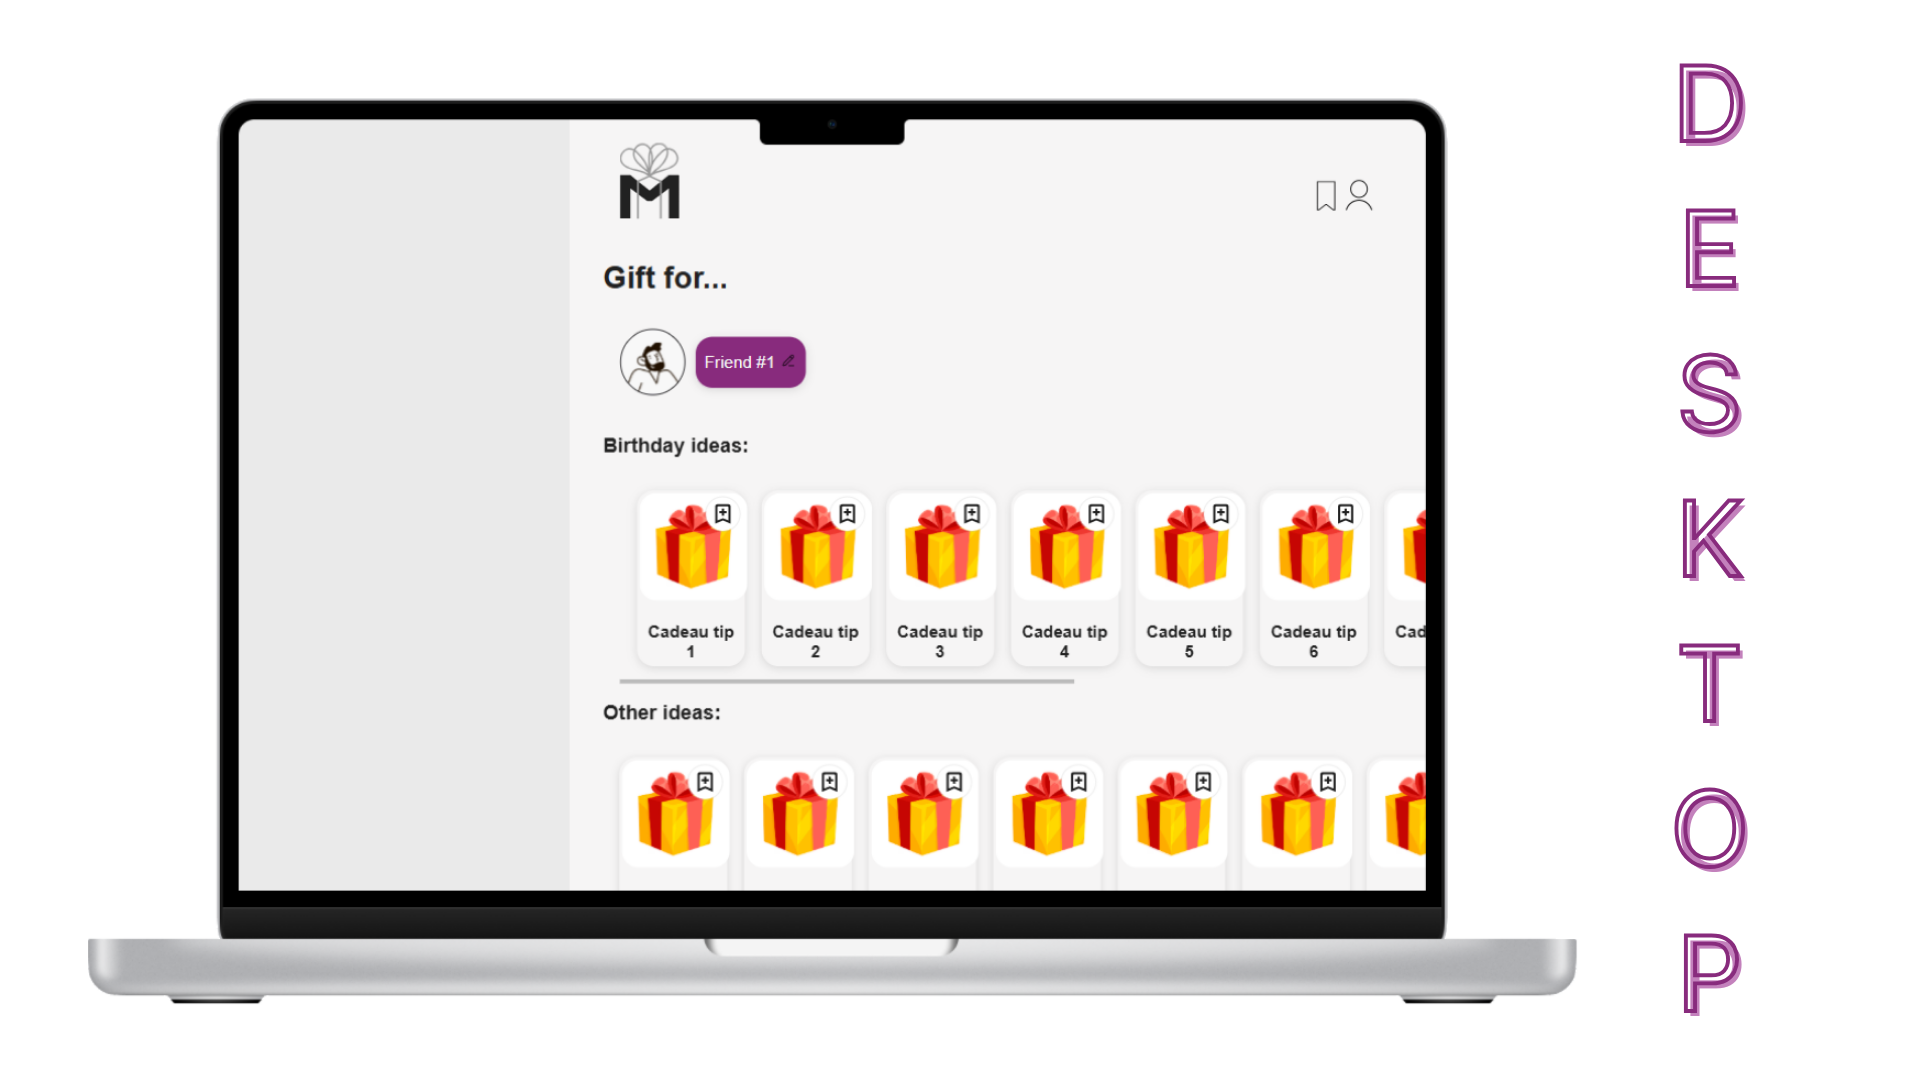 M
Gift for...
Friend #1
Birthday ideas:
Cadeau tip
1
Cadeau tip
2
Cadeau tip
3
Cadeau tip
4
Cadeau tip
5
Cadeau tip
6
Cad
Other ideas:
DESKTOP